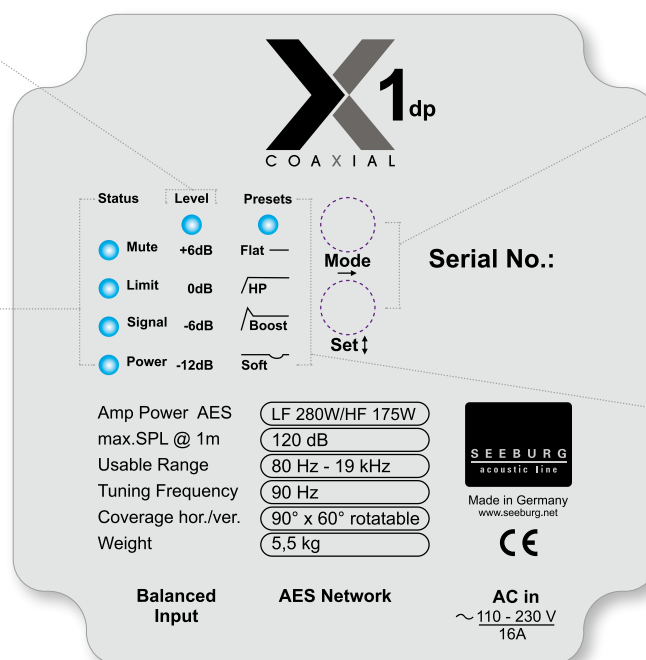 X 1 dp
COAXIAL
Status Level Presets
Mute +6dB Flat
Mode
Limit 0dB HP
Signal -6dB Boost
Set
Power -12dB Soft
Serial No.:
Amp Power AES LF 280W/HF 175W
max.SPL @ 1m 120 dB
Usable Range 80 Hz - 19 kHz
Tuning Frequency 90 Hz
Coverage hor./ver. 90° x 60° rotatable
Weight 5,5 kg
SEEBURG
acoustic line
Made in Germany
www.seeburg.net
CE
Balanced
Input
AES Network
AC in
~ 110 - 230 V
16A